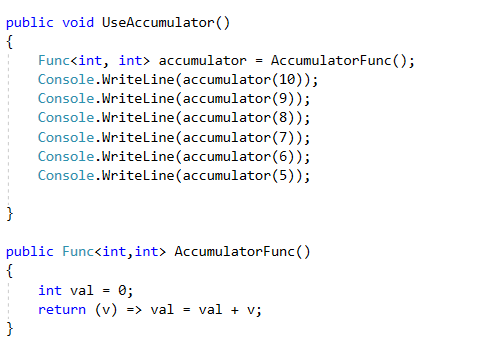 public void UseAccumulator()
{
Func<int, int> accumulator = AccumulatorFunc();
Console.WriteLine(accumulator(10));
Console.WriteLine(accumulator(9));
Console.WriteLine(accumulator(8));
Console.WriteLine(accumulator(7));
Console.WriteLine(accumulator(6));
Console.WriteLine(accumulator(5));
}
public Func<int,int> AccumulatorFunc()
{
int val = 0;
return (v) => val = val + v;
}